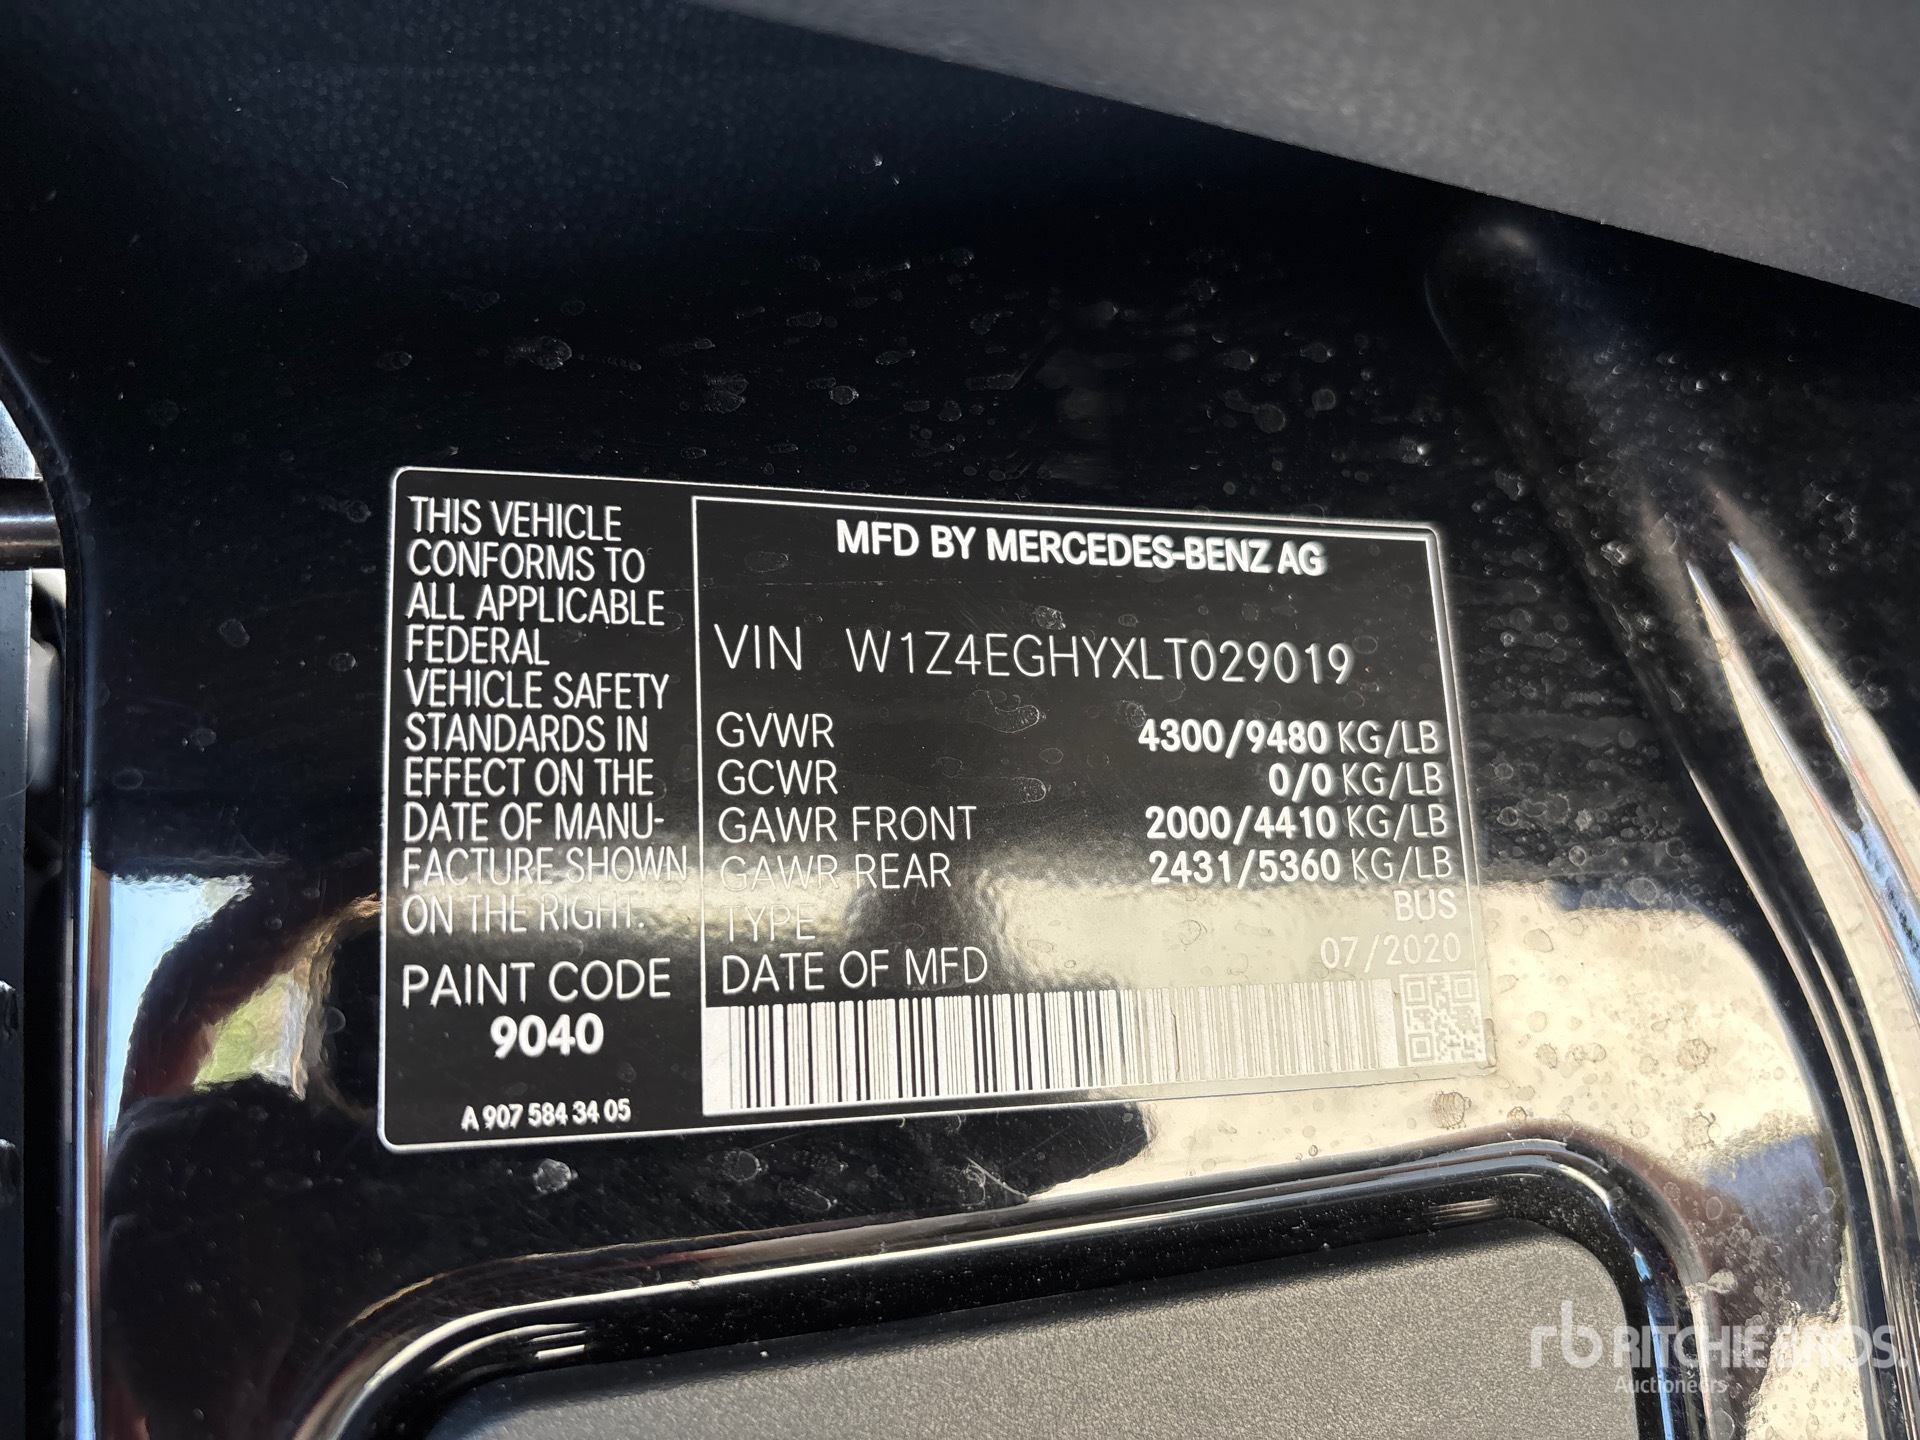 THIS VEHICLE
CONFORMS TO
ALL APPLICABLE
FEDERAL
VEHICLE SAFETY
STANDARDS IN
EFFECT ON THE
DATE OF MANU-
FACTURE SHOWN
ON THE RIGHT.
PAINT CODE
9040
A 907 584 34 05
MFD BY MERCEDES-BENZ AG
VIN W1Z4EGHYXLT029019
GVWR 4300/9480 KG/LB
GCWR 0/0 KG/LB
GAWR FRONT 2000/4410 KG/LB
GAWR REAR 2431/5360 KG/LB
TYPE BUS
DATE OF MFD 07/2020
rb RITCHIE BROS.
Auctioneers